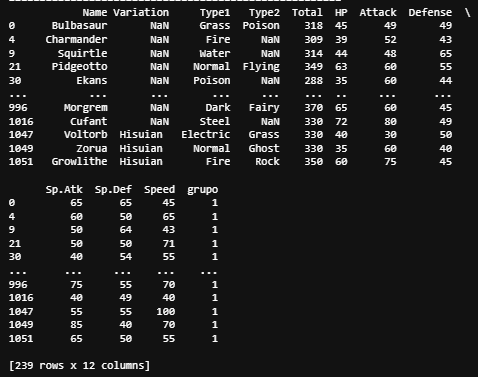 Name Variation Type1 Type2 Total HP Attack Defense \
0 Bulbasaur NaN Grass Poison 318 45 49 49
4 Charmander NaN Fire NaN 309 39 52 43
9 Squirtle NaN Water NaN 314 44 48 65
21 Pidgeotto NaN Normal Flying 349 63 60 55
30 Ekans NaN Poison NaN 288 35 60 44
... ... ... ... ... ... .. ... ...
996 Morgrem NaN Dark Fairy 370 65 60 45
1016 Cufant NaN Steel NaN 330 72 80 49
1047 Voltorb Hisuian Electric Grass 330 40 30 50
1049 Zorua Hisuian Normal Ghost 330 35 60 40
1051 Growlithe Hisuian Fire Rock 350 60 75 45
Sp.Atk Sp.Def Speed grupo
0 65 65 45 1
4 60 50 65 1
9 50 64 43 1
21 50 50 71 1
30 40 54 55 1
... ... ... ... ...
996 75 55 70 1
1016 40 49 40 1
1047 55 55 100 1
1049 85 40 70 1
1051 65 50 55 1
[239 rows x 12 columns]